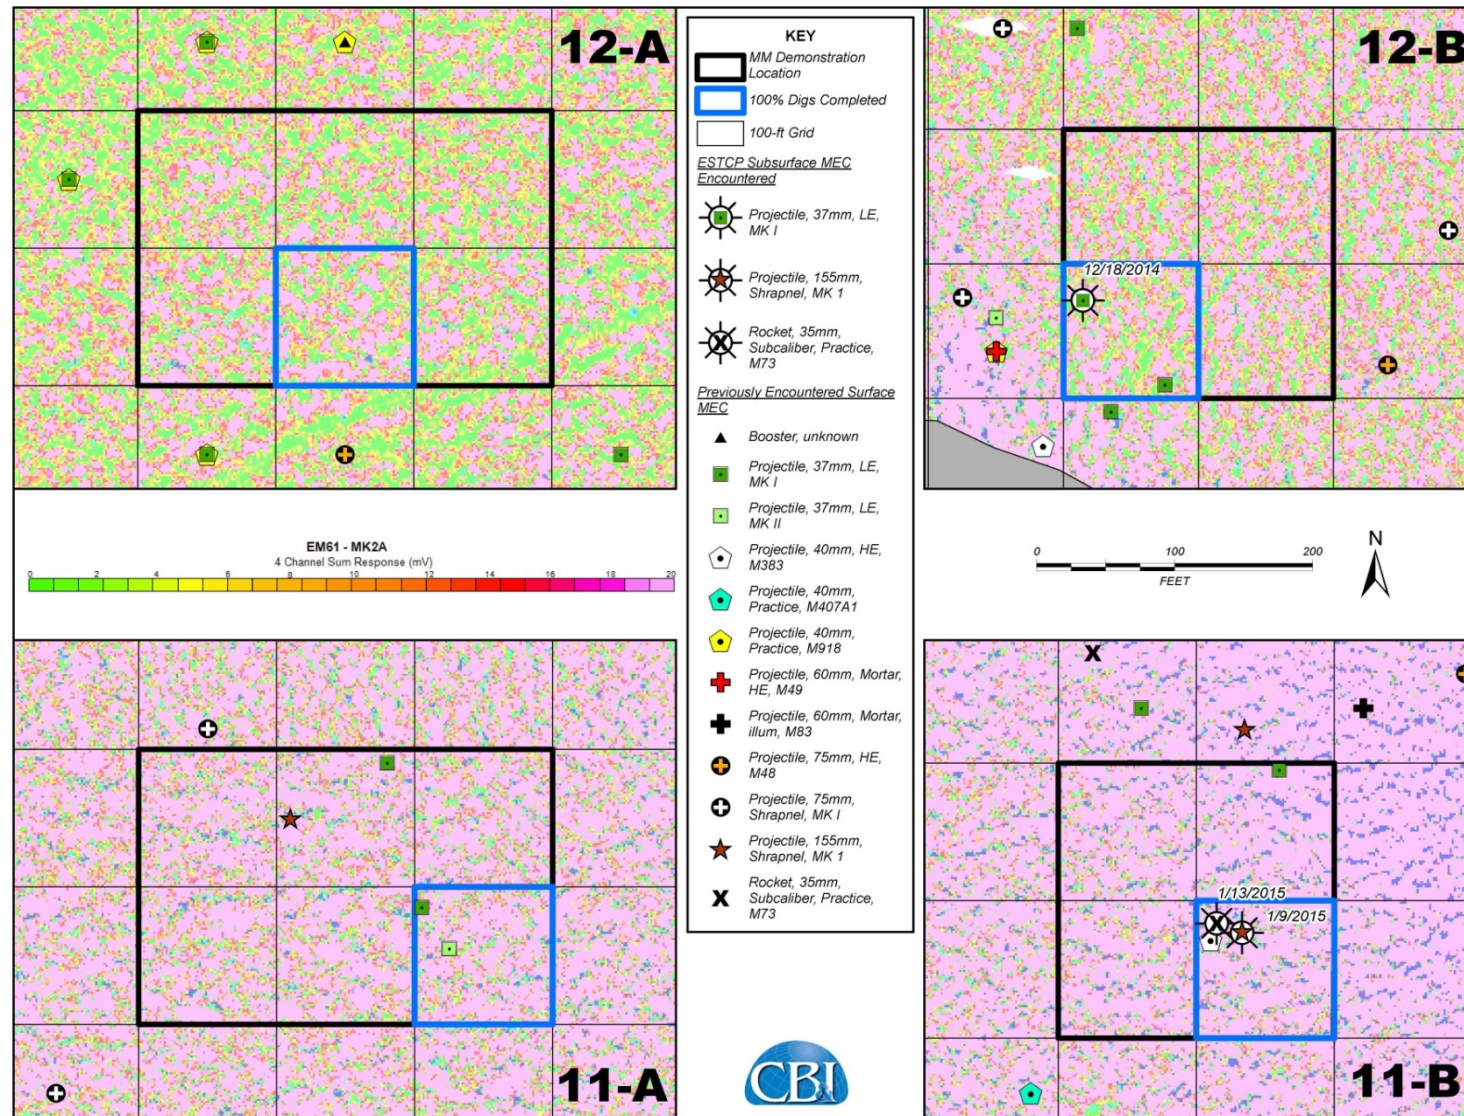 12-A
KEY
MM Demonstration
Location
100% Digs Completed
100-ft Grid
ESTCP Subsurface MEC
Encountered
Projectile, 37mm, LE,
MK I
Projectile, 155mm,
Shrapnel, MK 1
Rocket, 35mm,
Subcaliber, Practice,
M73
Previously Encountered Surface
MEC
Booster, unknown
Projectile, 37mm, LE,
MK I
Projectile, 37mm, LE,
MK II
Projectile, 40mm, HE,
M383
Projectile, 40mm,
Practice, M407A1
Projectile, 40mm,
Practice, M918
Projectile, 60mm, Mortar,
HE, M49
Projectile, 60mm, Mortar,
illum, M83
Projectile, 75mm, HE,
M48
Projectile, 75mm,
Shrapnel, MK I
Projectile, 155mm,
Shrapnel, MK 1
Rocket, 35mm,
Subcaliber, Practice,
M73
12-B
12/18/2014
EM61 - MK2A
4 Channel Sum Response (mV)
0 2 4 6 8 10 12 14 16 18 20
0 100 200
FEET
N
11-A
CB&I
1/13/2015
1/9/2015
11-B